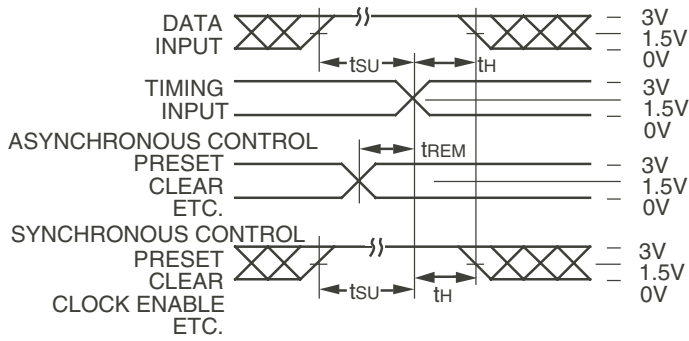 DATA
INPUT
tSU
tH
3V
1.5V
0V
TIMING
INPUT
3V
1.5V
0V
ASYNCHRONOUS CONTROL
PRESET
CLEAR
ETC.
tREM
3V
1.5V
0V
SYNCHRONOUS CONTROL
PRESET
CLEAR
CLOCK ENABLE
ETC.
tSU
tH
3V
1.5V
0V